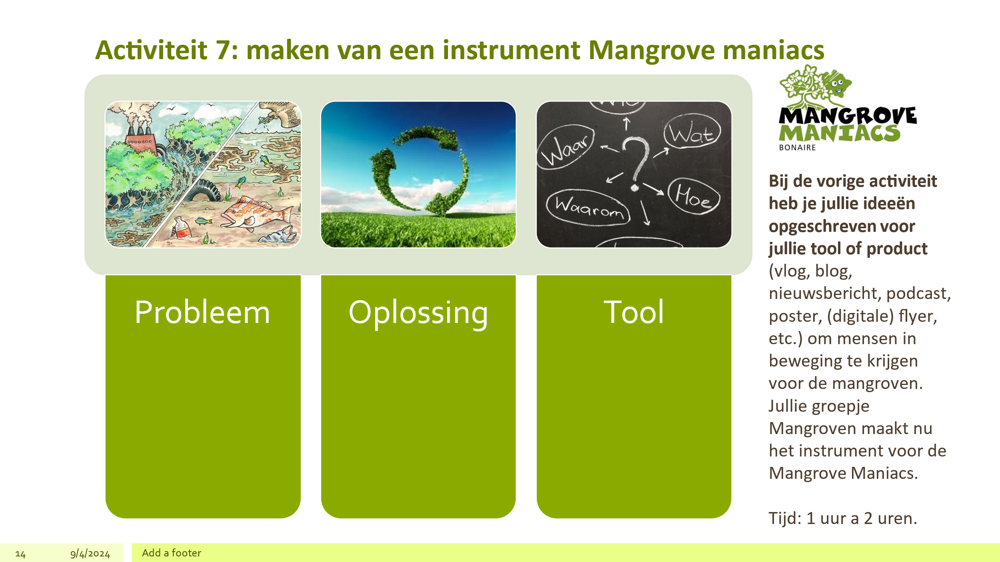 Activiteit 7: maken van een instrument Mangrove maniacs
MANGROVE
MANIACS
BONAIRE
Waar
Wat
Waarom
Hoe
Probleem
Oplossing
Tool
Bij de vorige activiteit
heb je jullie ideeën
opgeschreven voor
jullie tool of product
(vlog, blog,
nieuwsbericht, podcast,
poster, (digitale) flyer,
etc.) om mensen in
beweging te krijgen
voor de mangroven.
Jullie groepje
Mangroven maakt nu
het instrument voor de
Mangrove Maniacs.
Tijd: 1 uur a 2 uren.
14
9/4/2024
Add a footer